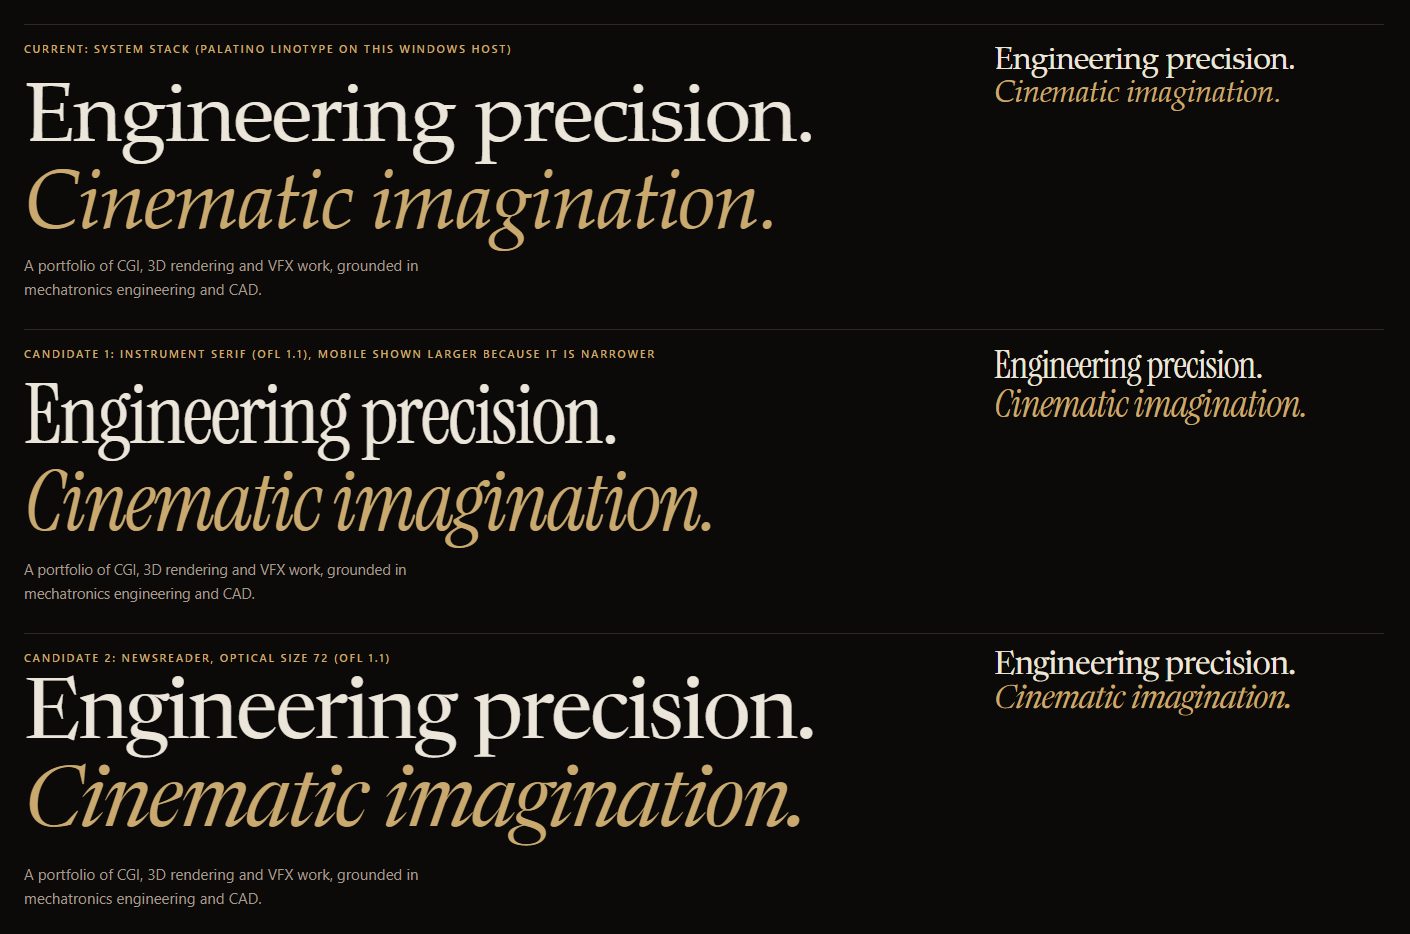 CURRENT: SYSTEM STACK (PALATINO LINOTYPE ON THIS WINDOWS HOST)
Engineering precision.
Cinematic imagination.
A portfolio of CGI, 3D rendering and VFX work, grounded in
mechatronics engineering and CAD.
Engineering precision.
Cinematic imagination.
CANDIDATE 1: INSTRUMENT SERIF (OFL 1.1), MOBILE SHOWN LARGER BECAUSE IT IS NARROWER
Engineering precision.
Cinematic imagination.
A portfolio of CGI, 3D rendering and VFX work, grounded in
mechatronics engineering and CAD.
Engineering precision.
Cinematic imagination.
CANDIDATE 2: NEWSREADER, OPTICAL SIZE 72 (OFL 1.1)
Engineering precision.
Cinematic imagination.
A portfolio of CGI, 3D rendering and VFX work, grounded in
mechatronics engineering and CAD.
Engineering precision.
Cinematic imagination.